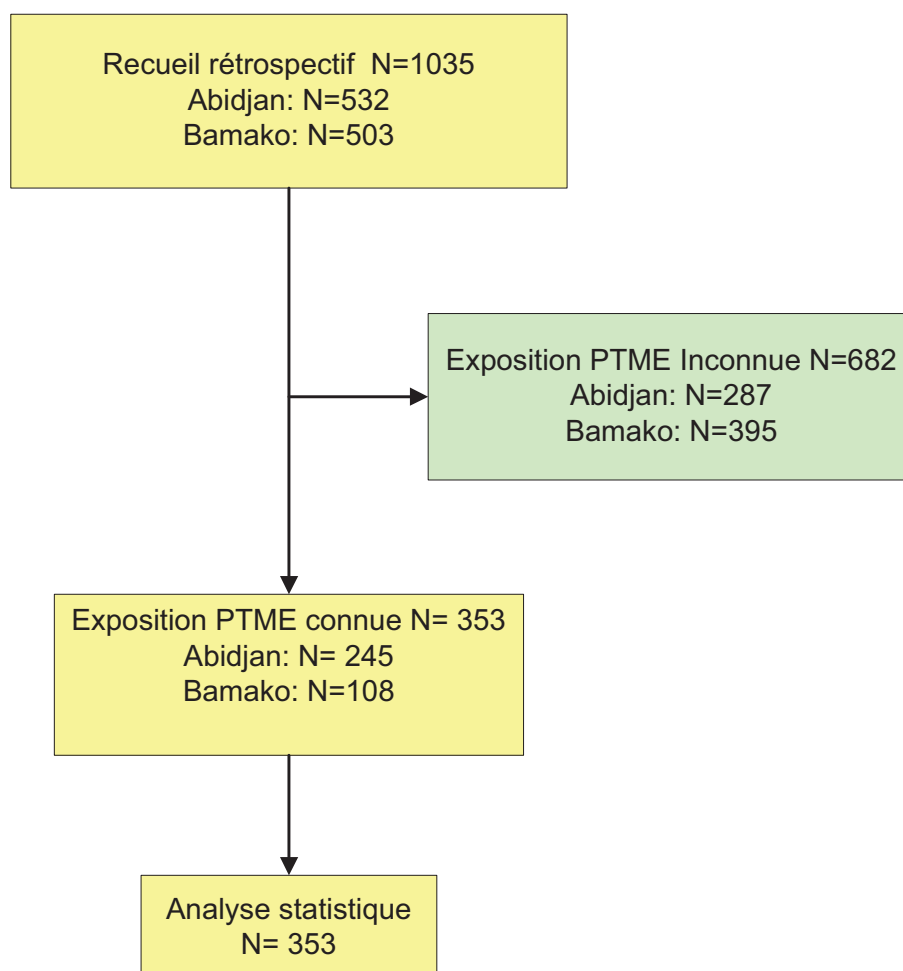 Recueil rétrospectif  N=1035
Abidjan: N=532
Bamako: N=503
Exposition PTME Inconnue N=682
Abidjan: N=287
Bamako: N=395
Exposition PTME connue N= 353
Abidjan: N= 245
Bamako: N=108
Analyse statistique
N= 353